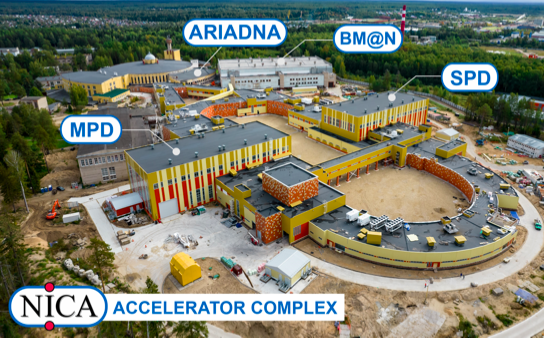 ARIADNA
BM@N
SPD
MPD
NICA ACCELERATOR COMPLEX